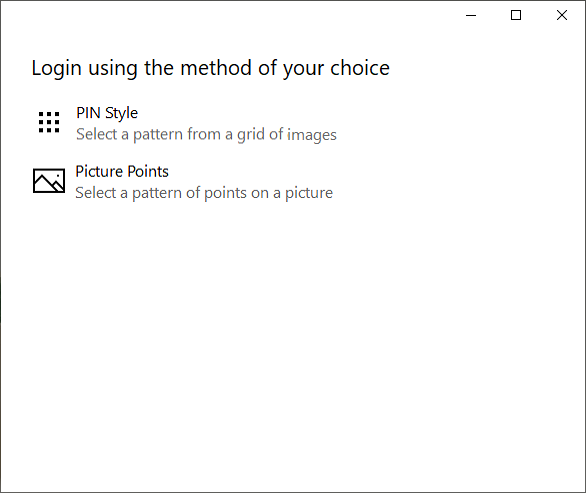 Login using the method of your choice
PIN Style
Select a pattern from a grid of images
Picture Points
Select a pattern of points on a picture